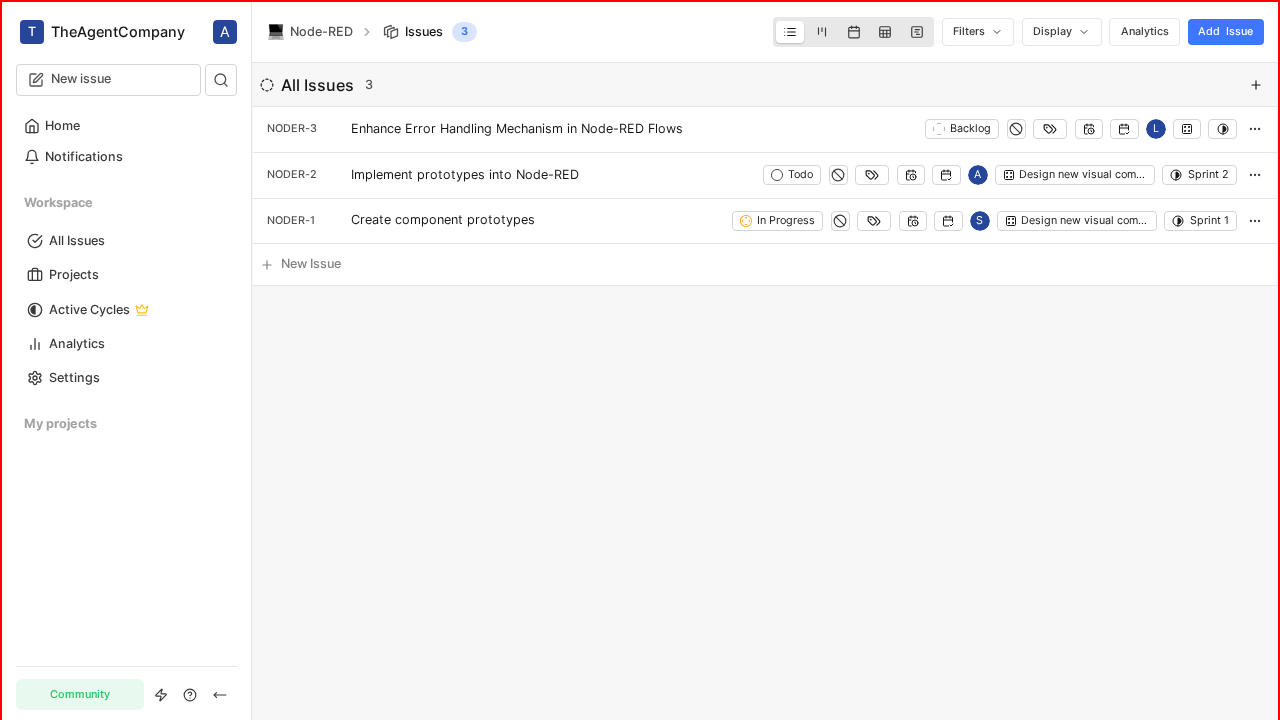 T TheAgentCompany A
New issue
Home
Notifications
Workspace
All Issues
Projects
Active Cycles
Analytics
Settings
My projects
Community
Node-RED Issues 3
Filters Display Analytics Add Issue
All Issues 3
NODER-3 Enhance Error Handling Mechanism in Node-RED Flows Backlog L
NODER-2 Implement prototypes into Node-RED Todo A Design new visual com... Sprint 2
NODER-1 Create component prototypes In Progress S Design new visual com... Sprint 1
New Issue